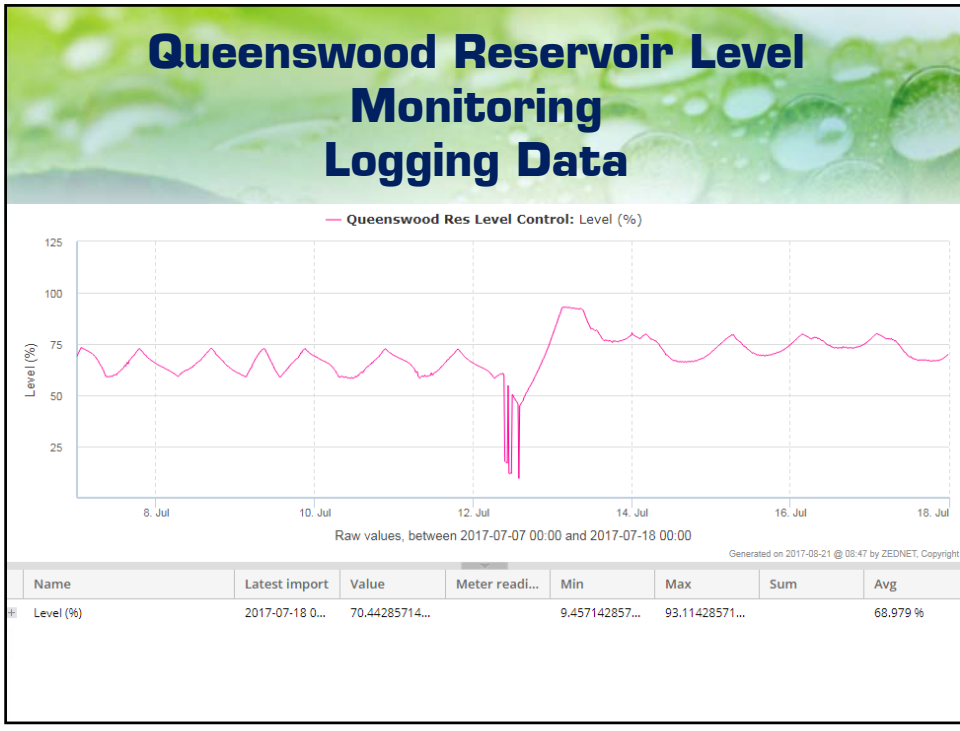 Queenswood Reservoir Level
Monitoring
Logging Data
Queenswood Res Level Control: Level (%)
125
100
75
50
25
Level (%)
8. Jul
10. Jul
12. Jul
14. Jul
16. Jul
18. Jul
Raw values, between 2017-07-07 00:00 and 2017-07-18 00:00
Generated on 2017-08-21 @ 08:47 by ZEDNET, Copyright
Name Latest import Value Meter readi... Min Max Sum Avg
Level (%) 2017-07-18 0... 70.44285714... 9.457142857... 93.11428571... 68.979 %